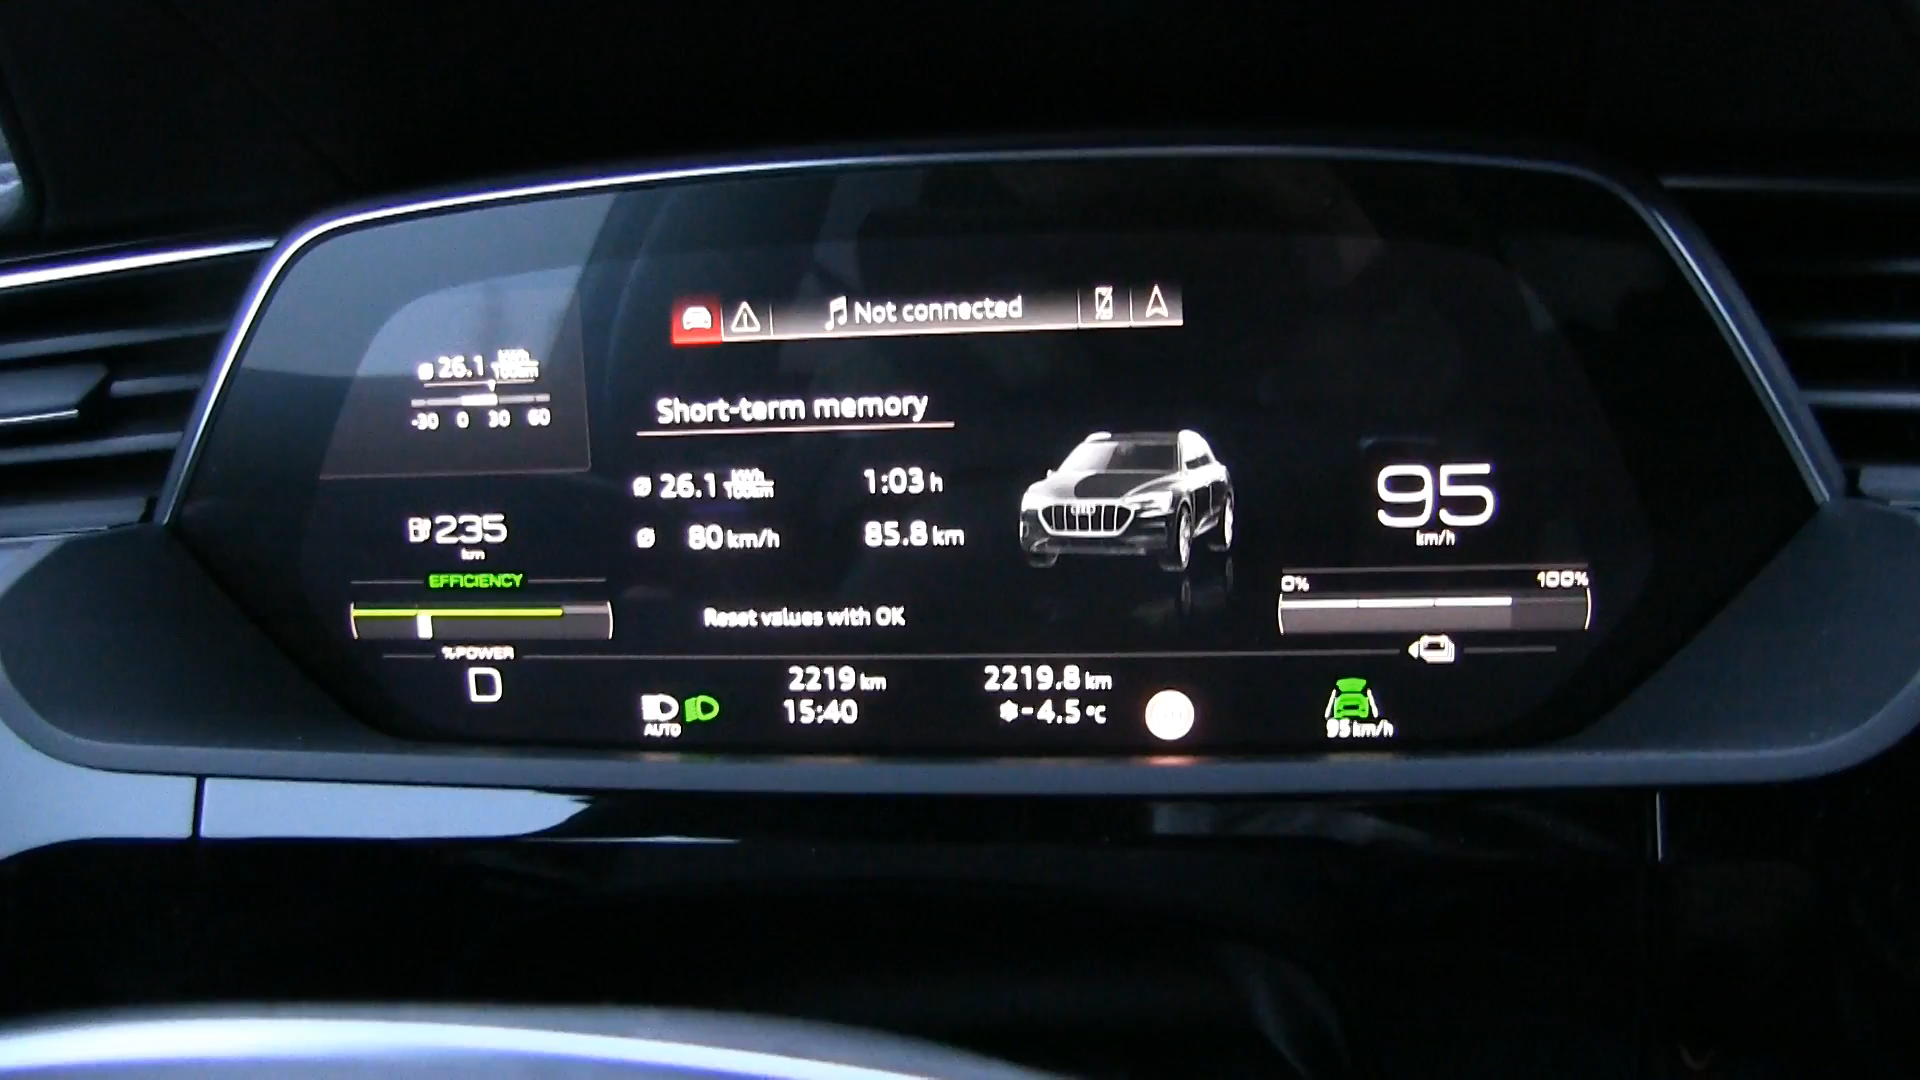 Not connected
Ø 26.1 kWh/100km
-30 0 30 60
Short-term memory
Ø 26.1 kWh/100km 1:03 h
Ø 80 km/h 85.8 km
235
km
95
km/h
EFFICIENCY
0% 100%
Reset values with OK
%POWER
D
2219 km 2219.8 km
AUTO
15:40
-4.5 °C
95 km/h